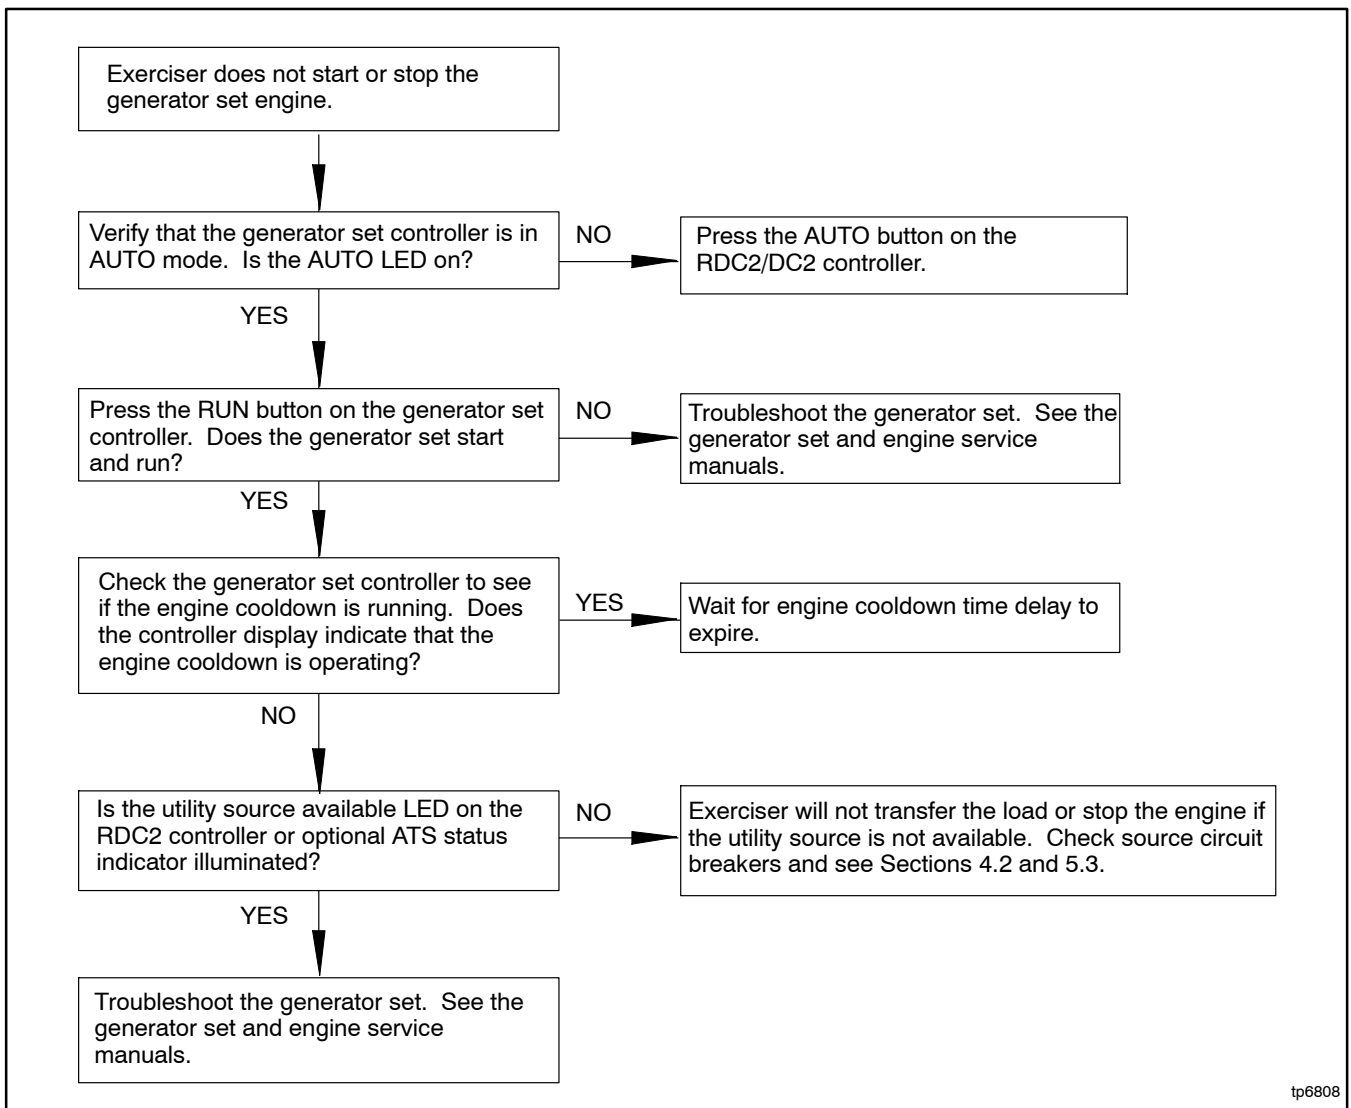 Exerciser does not start or stop the
generator set engine.
Verify that the generator set controller is in
AUTO mode.  Is the AUTO LED on?
NO
Press the AUTO button on the
RDC2/DC2 controller.
YES
Press the RUN button on the generator set
controller.  Does the generator set start
and run?
NO
Troubleshoot the generator set.  See the
generator set and engine service
manuals.
YES
Check the generator set controller to see
if the engine cooldown is running.  Does
the controller display indicate that the
engine cooldown is operating?
YES
Wait for engine cooldown time delay to
expire.
NO
Is the utility source available LED on the
RDC2 controller or optional ATS status
indicator illuminated?
NO
Exerciser will not transfer the load or stop the engine if
the utility source is not available.  Check source circuit
breakers and see Sections 4.2 and 5.3.
YES
Troubleshoot the generator set.  See the
generator set and engine service
manuals.
tp6808